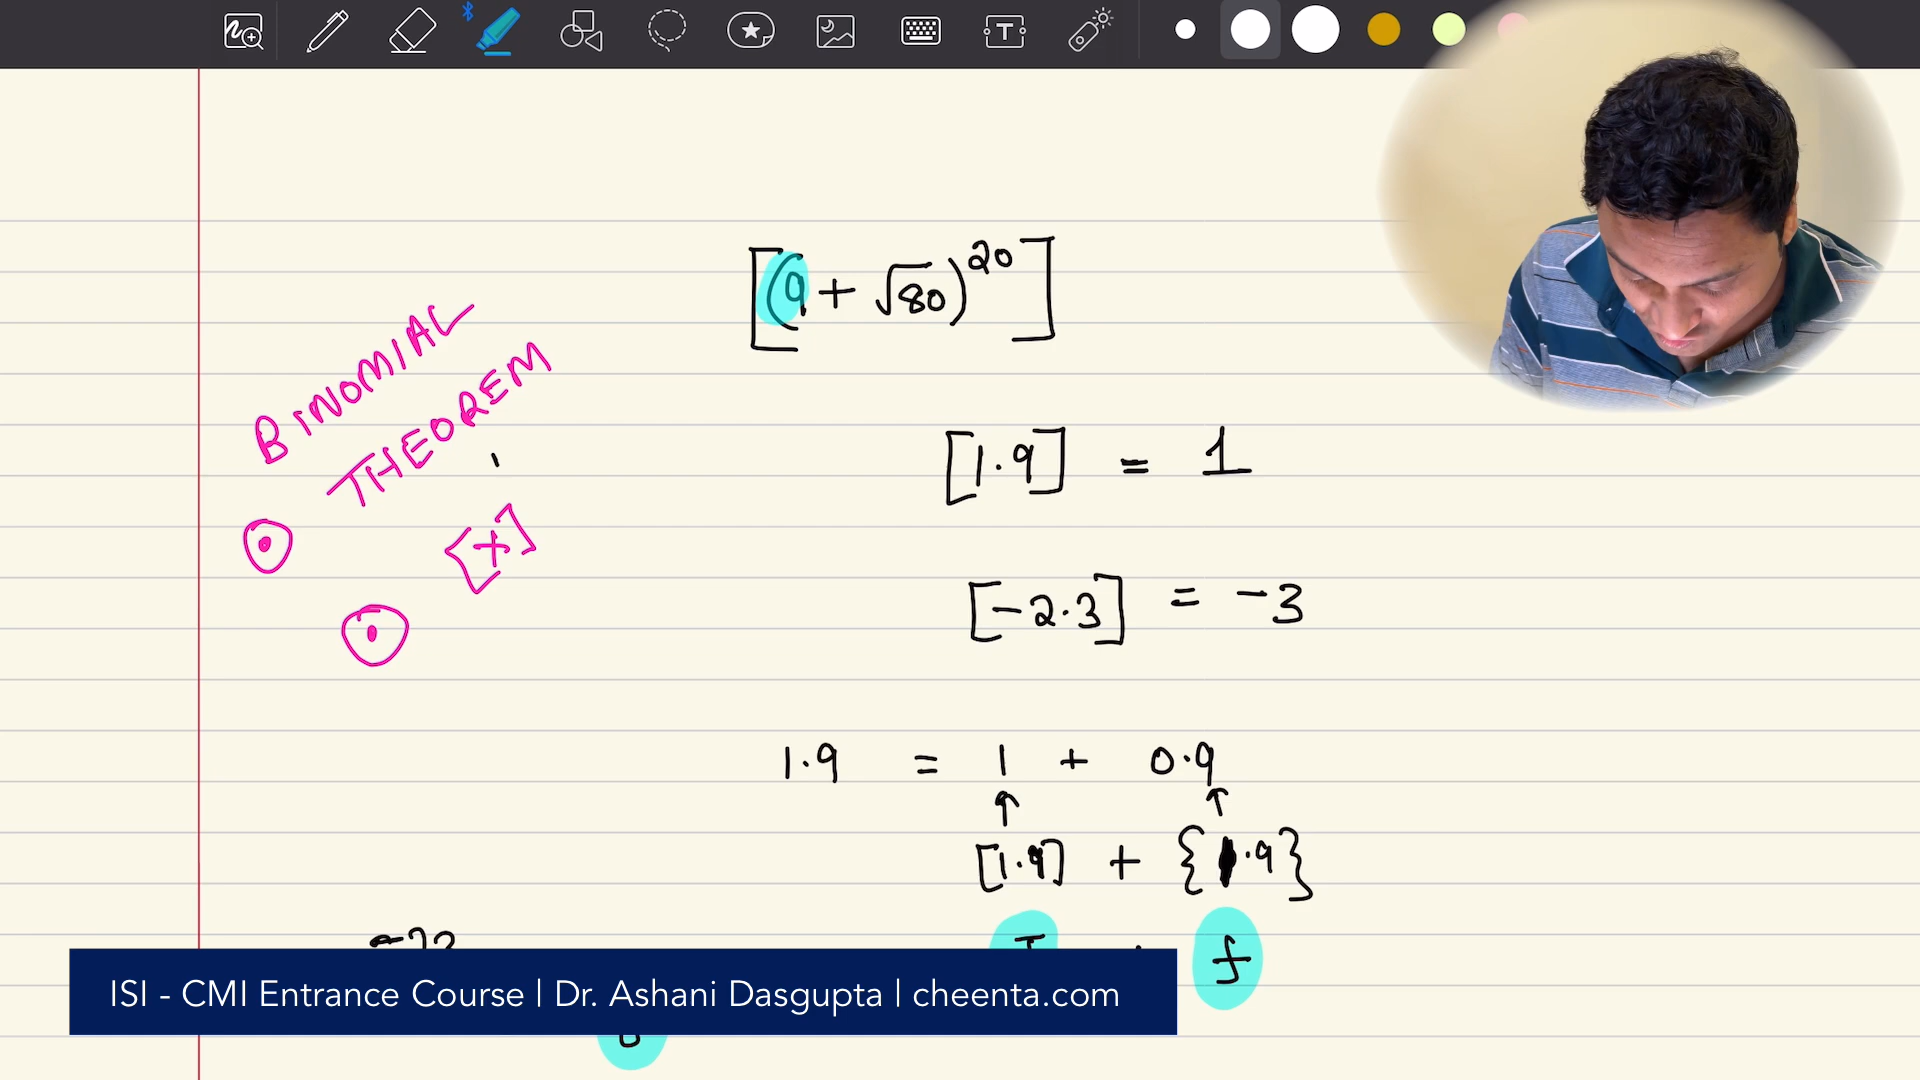 [(9 + √80)^20]
BINOMIAL
THEOREM
[x]
[1.9] = 1
[-2.3] = -3
1.9 = 1 + 0.9
↑ ↑
[1.9] + {1.9}
f
ISI - CMI Entrance Course | Dr. Ashani Dasgupta | cheenta.com